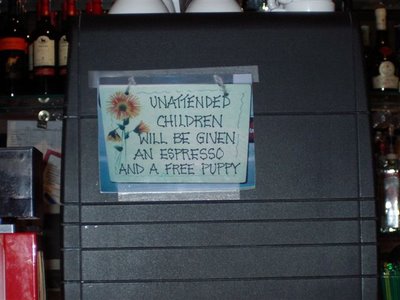 UNATTENDED
CHILDREN
WILL BE GIVEN
AN ESPRESSO
AND A FREE PUPPY